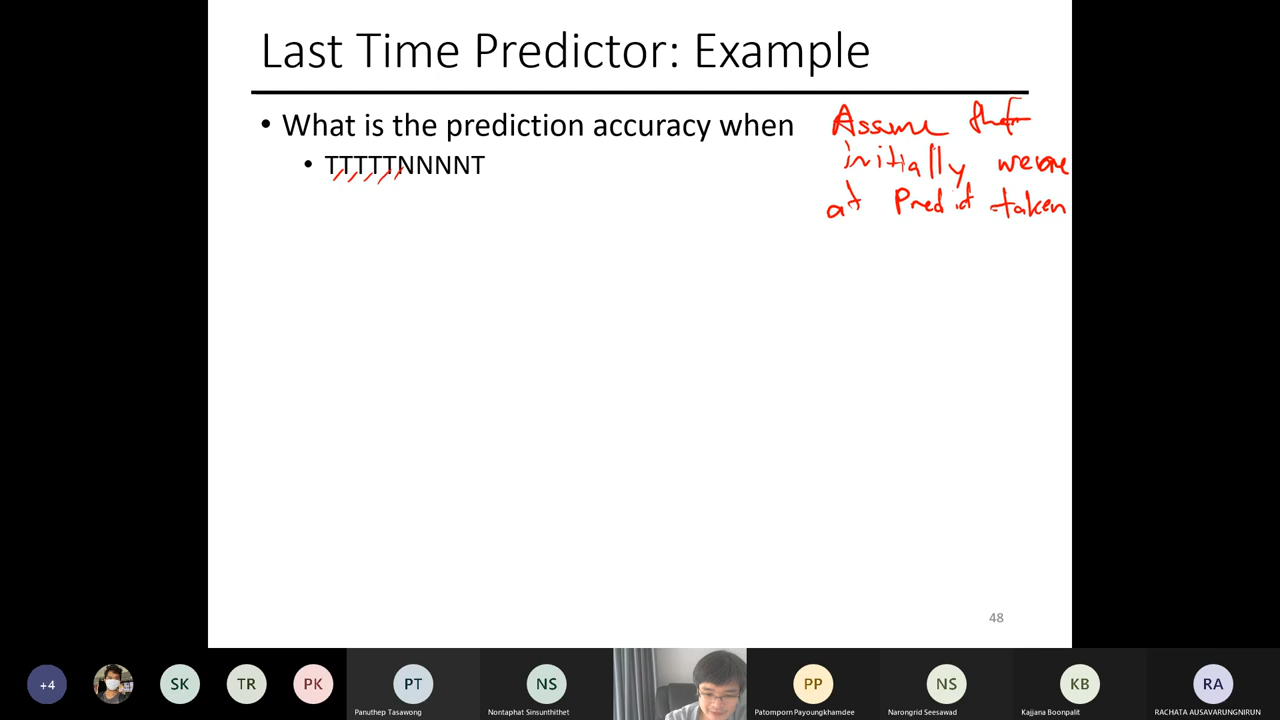 Last Time Predictor: Example
• What is the prediction accuracy when
• TTTTTNNNNT
Assume that
initially we are
at Predict taken
48
+4
SK
TR
PK
PT
NS
PP
NS
KB
RA
Panuthep Tasawong
Nontaphat Sinsunthithet
Patomporn Payoungkhamdee
Narongrid Seesawad
Kajjana Boonpalit
RACHATA AUSAVARUNGNIRUN